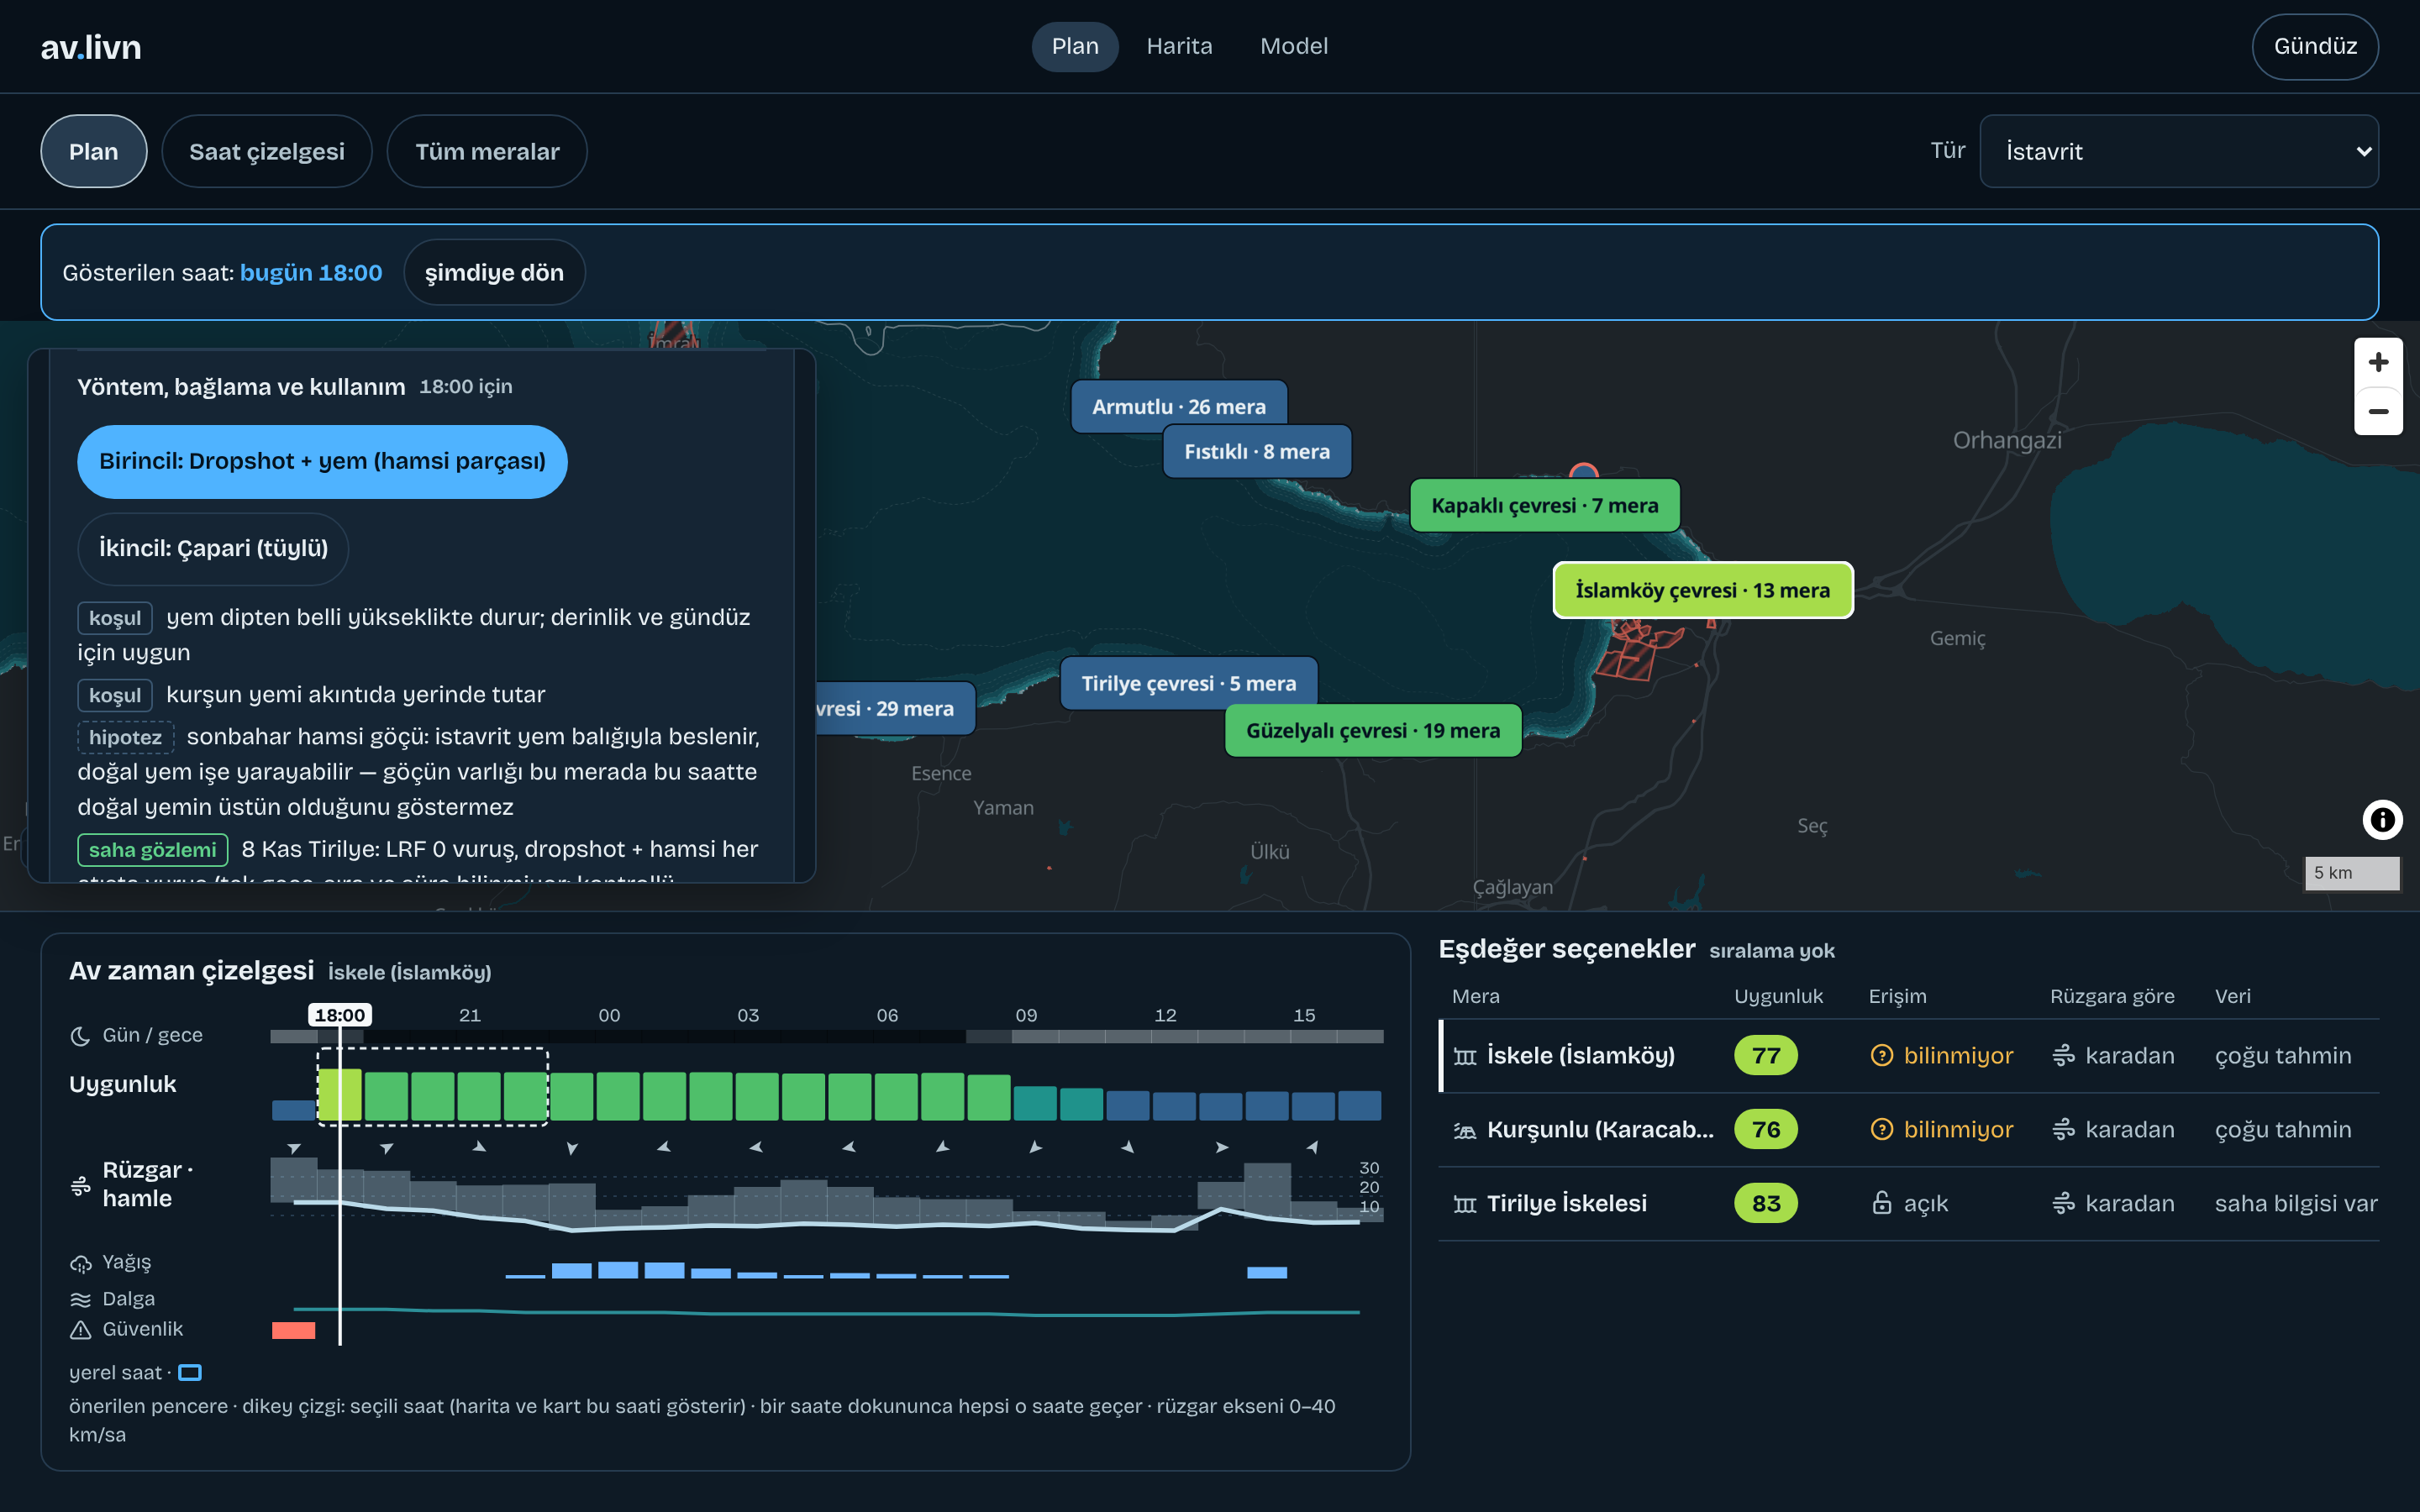 av.livn
Plan
Harita
Model
Gündüz
Plan
Saat çizelgesi
Tüm meralar
Tür
İstavrit
Gösterilen saat: bugün 18:00
şimdiye dön
İmralı
Yöntem, bağlama ve kullanım 18:00 için
Birincil: Dropshot + yem (hamsi parçası)
İkincil: Çapari (tüylü)
koşul yem dipten belli yükseklikte durur; derinlik ve gündüz
için uygun
koşul kurşun yemi akıntıda yerinde tutar
hipotez sonbahar hamsi göçü: istavrit yem balığıyla beslenir,
doğal yem işe yarayabilir — göçün varlığı bu merada bu saatte
doğal yemin üstün olduğunu göstermez
saha gözlemi 8 Kas Tirilye: LRF 0 vuruş, dropshot + hamsi her
Armutlu · 26 mera
Fıstıklı · 8 mera
Kapaklı çevresi · 7 mera
İslamköy çevresi · 13 mera
Tirilye çevresi · 5 mera
vresi · 29 mera
Güzelyalı çevresi · 19 mera
Orhangazi
Gemiç
Esence
Yaman
Ülkü
Seç
Çağlayan
5 km
Av zaman çizelgesi İskele (İslamköy)
18:00 21 00 03 06 09 12 15
Gün / gece
Uygunluk
Rüzgar ·
hamle
30
20
10
Yağış
Dalga
Güvenlik
yerel saat ·
önerilen pencere · dikey çizgi: seçili saat (harita ve kart bu saati gösterir) · bir saate dokununca hepsi o saate geçer · rüzgar ekseni 0–40
km/sa
Eşdeğer seçenekler sıralama yok
Mera Uygunluk Erişim Rüzgara göre Veri
İskele (İslamköy) 77 bilinmiyor karadan çoğu tahmin
Kurşunlu (Karacab... 76 bilinmiyor karadan çoğu tahmin
Tirilye İskelesi 83 açık karadan saha bilgisi var